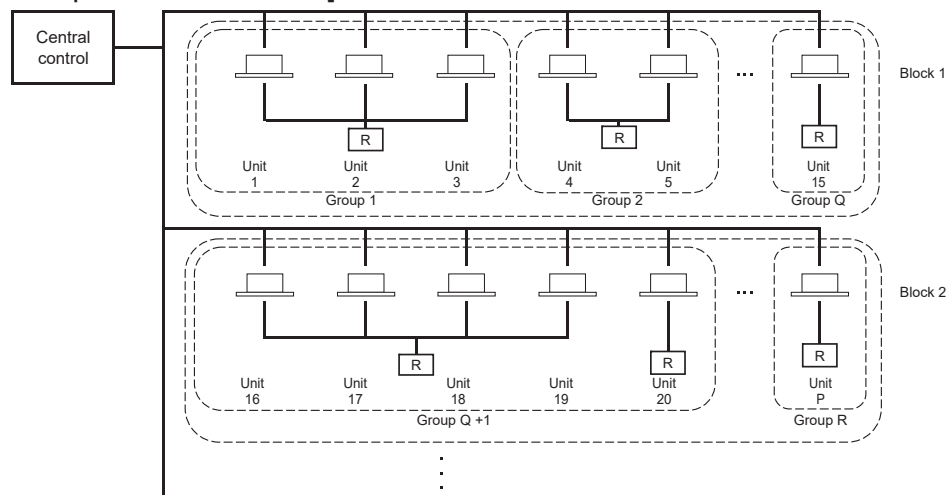 Central
control
Block 1
R
R
R
Unit
1
Unit
2
Unit
3
Unit
4
Unit
5
...
Unit
15
Group 1
Group 2
Group Q
Block 2
...
R
R
R
Unit
16
Unit
17
Unit
18
Unit
19
Unit
20
Unit
P
Group Q +1
Group R